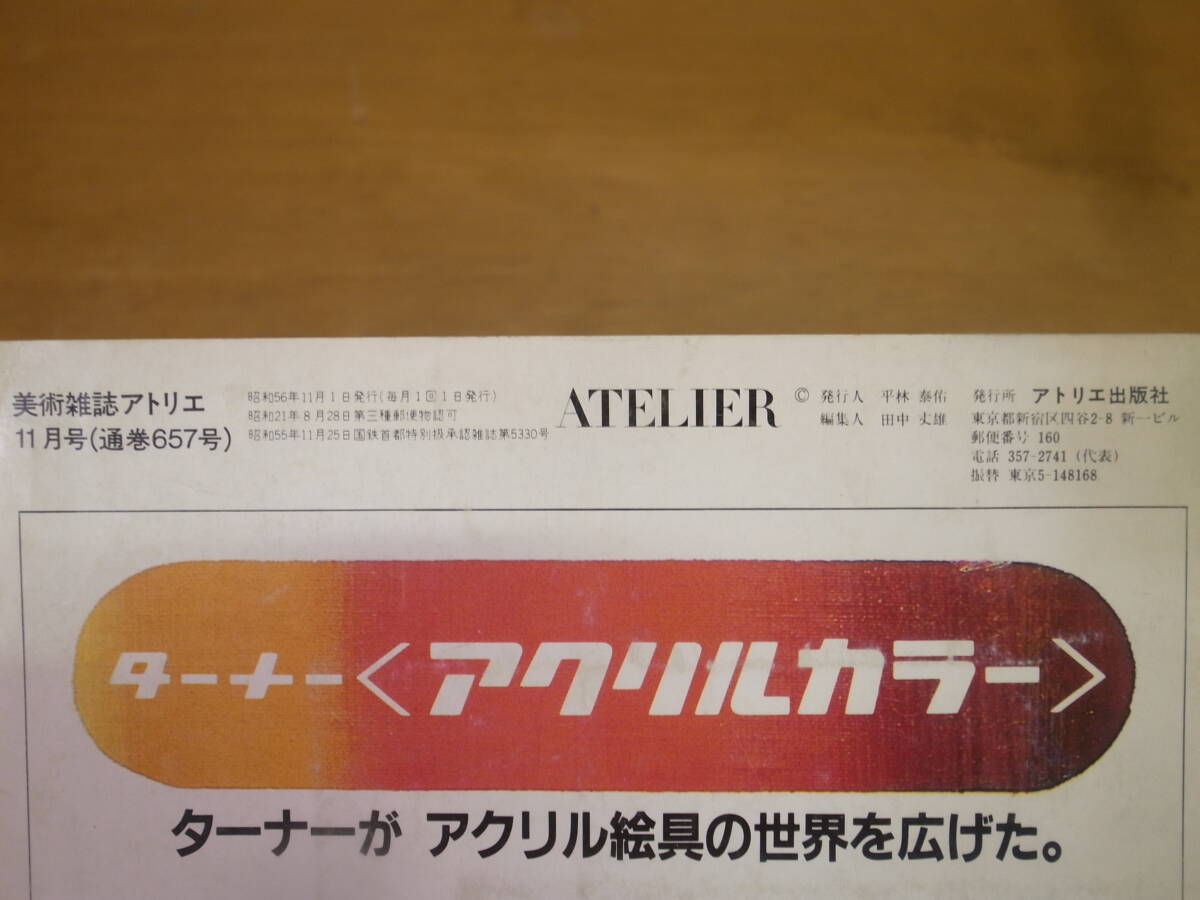 美術雑誌アトリエ
11月号(通巻657号)
昭和56年11月1日発行(毎月1回1日発行)
昭和21年8月28日第三種郵便物認可
昭和55年11月25日国鉄首都特別扱承認雑誌第5330号
ATELIER
© 発行人 平林 泰佑
編集人 田中 丈雄
発行所 アトリエ出版社
東京都新宿区四谷2-8 新一ビル
郵便番号 160
電話 357-2741 (代表)
振替 東京5-148168
ターナー〈アクリルカラー〉
ターナーが アクリル絵具の世界を広げた。